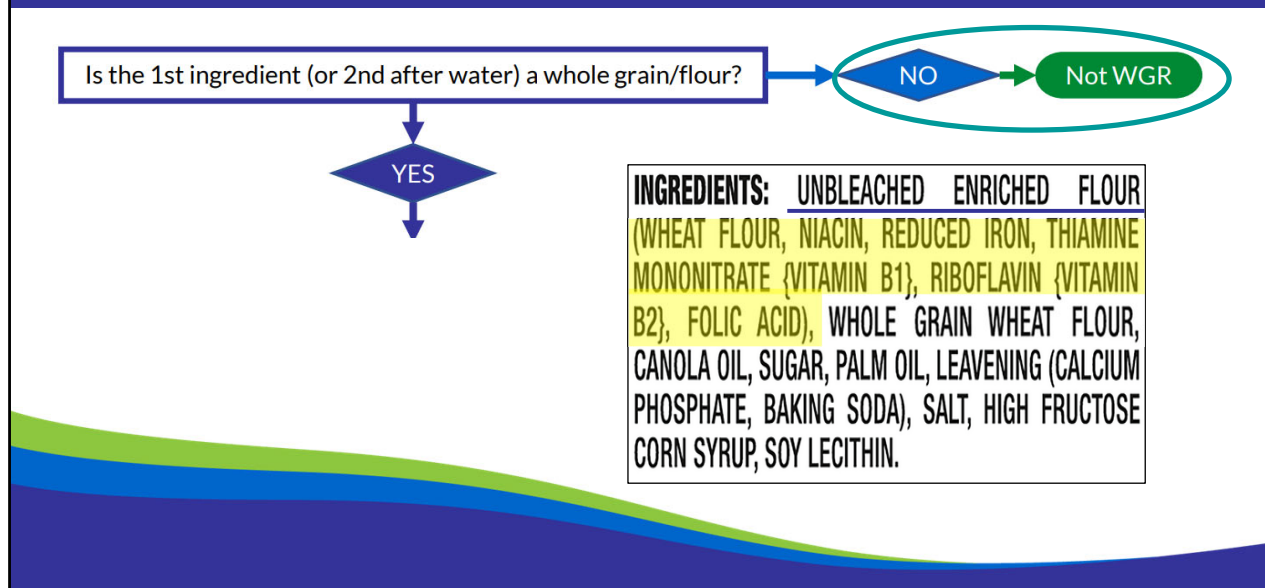 Is the 1st ingredient (or 2nd after water) a whole grain/flour?
NO
Not WGR
YES
INGREDIENTS: UNBLEACHED ENRICHED FLOUR
(WHEAT FLOUR, NIACIN, REDUCED IRON, THIAMINE
MONONITRATE {VITAMIN B1}, RIBOFLAVIN {VITAMIN
B2}, FOLIC ACID), WHOLE GRAIN WHEAT FLOUR,
CANOLA OIL, SUGAR, PALM OIL, LEAVENING (CALCIUM
PHOSPHATE, BAKING SODA), SALT, HIGH FRUCTOSE
CORN SYRUP, SOY LECITHIN.